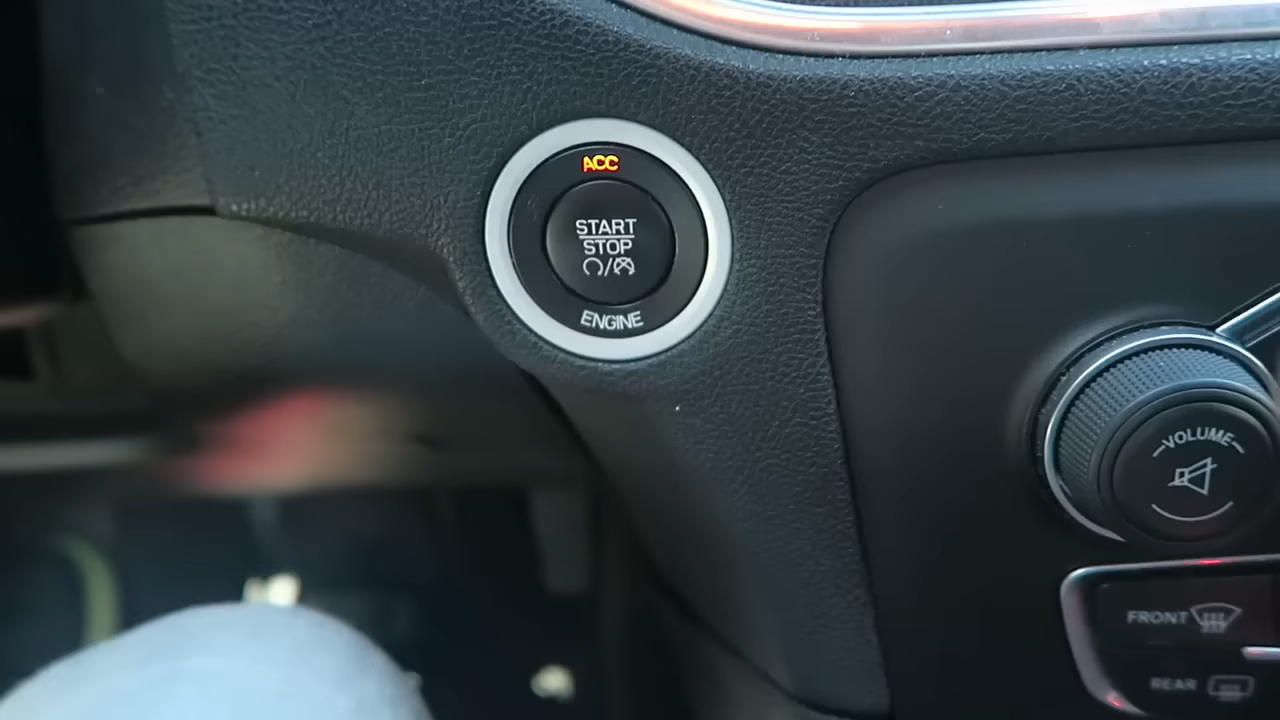 ACC
START
STOP
ENGINE
VOLUME
FRONT
REAR